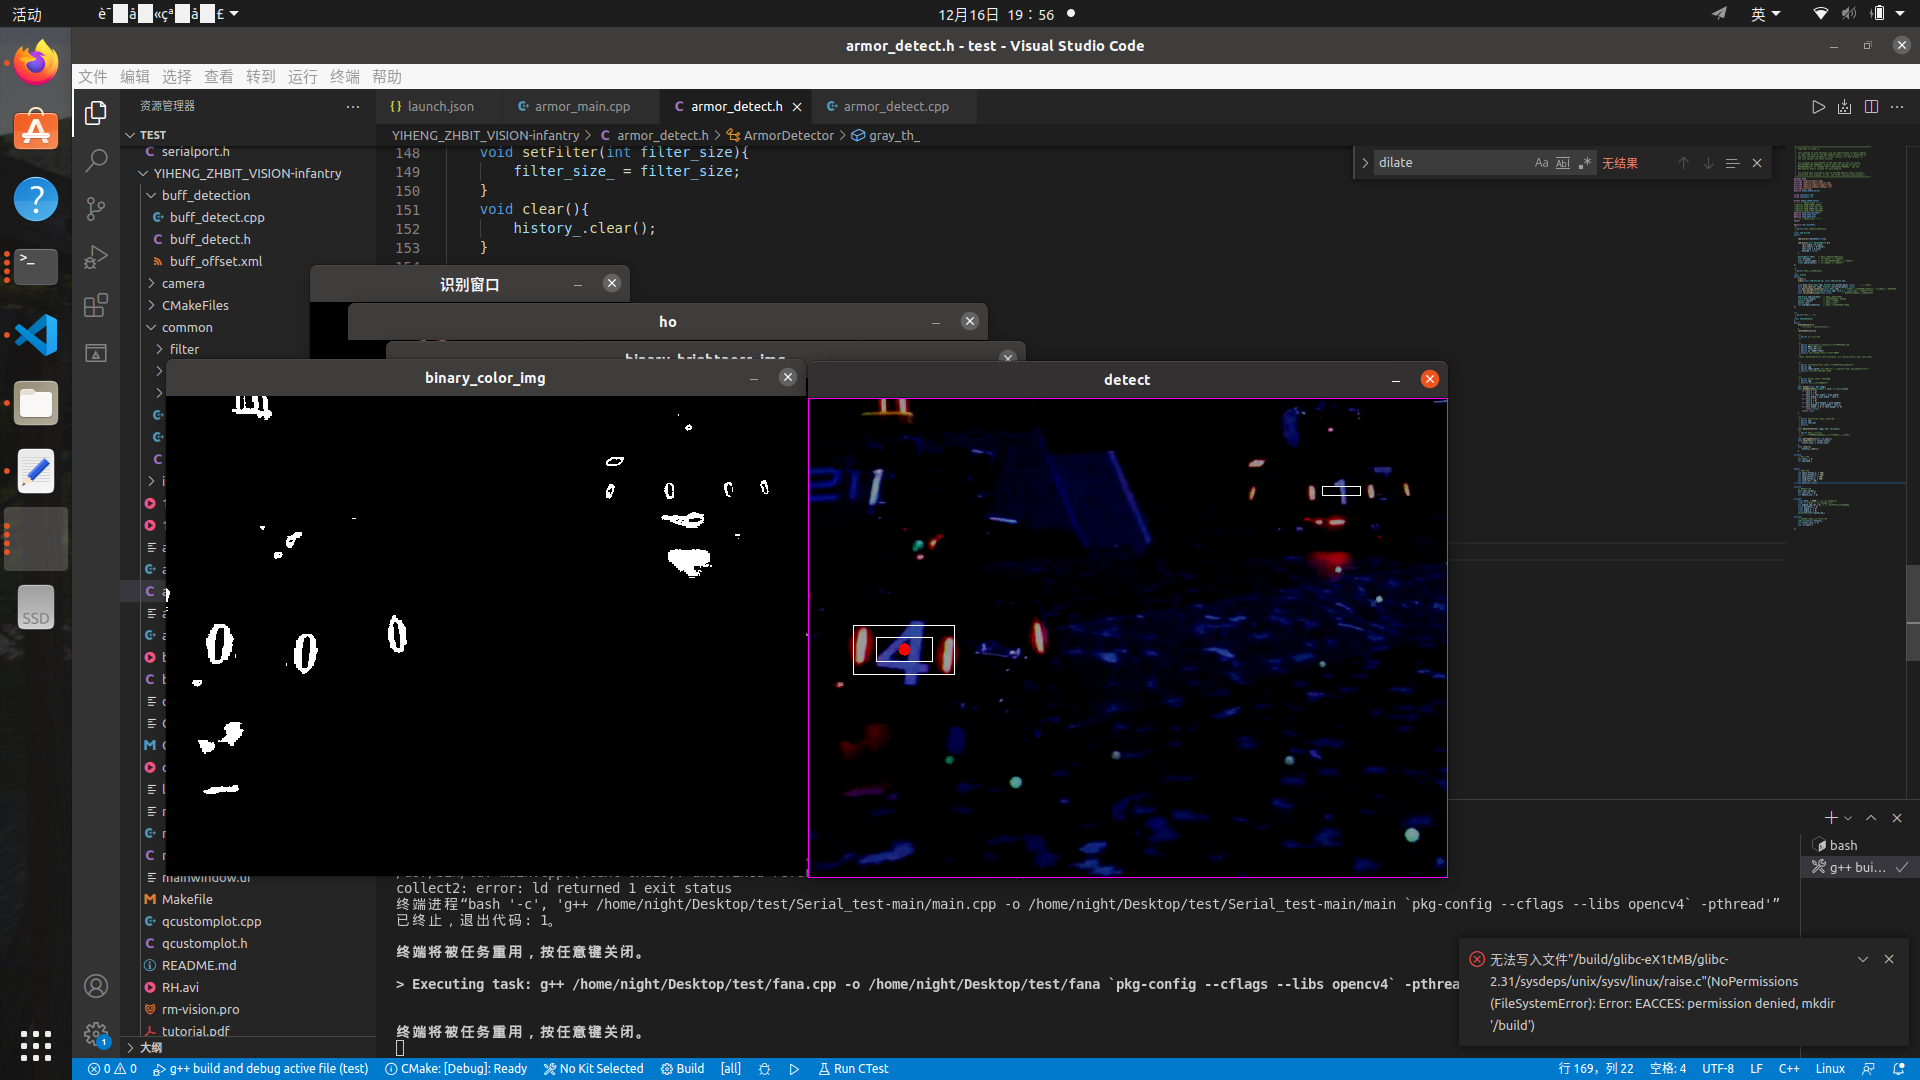 活动
12月16日 19：56
英
armor_detect.h - test - Visual Studio Code
文件 编辑 选择 查看 转到 运行 终端 帮助
资源管理器
launch.json
armor_main.cpp
armor_detect.h
armor_detect.cpp
TEST
serialport.h
YIHENG_ZHBIT_VISION-infantry
buff_detection
buff_detect.cpp
buff_detect.h
buff_offset.xml
camera
CMakeFiles
common
filter
YIHENG_ZHBIT_VISION-infantry > armor_detect.h > ArmorDetector > gray_th_
148 void setFilter(int filter_size){
149 filter_size_ = filter_size;
150 }
151 void clear(){
152 history_.clear();
153 }
dilate
无结果
识别窗口
ho
binary_color_img
detect
4
mainwindow.ui
Makefile
qcustomplot.cpp
qcustomplot.h
README.md
RH.avi
rm-vision.pro
tutorial.pdf
大纲
SSD
collect2: error: ld returned 1 exit status
终端进程“bash '-c', 'g++ /home/night/Desktop/test/Serial_test-main/main.cpp -o /home/night/Desktop/test/Serial_test-main/main `pkg-config --cflags --libs opencv4` -pthread'”
已终止，退出代码: 1。
终端将被任务重用，按任意键关闭。
> Executing task: g++ /home/night/Desktop/test/fana.cpp -o /home/night/Desktop/test/fana `pkg-config --cflags --libs opencv4` -pthrea
终端将被任务重用，按任意键关闭。
bash
g++ bui...
无法写入文件"/build/glibc-eX1tMB/glibc-
2.31/sysdeps/unix/sysv/linux/raise.c"(NoPermissions
(FileSystemError): Error: EACCES: permission denied, mkdir
'/build')
0 0 g++ build and debug active file (test) CMake: [Debug]: Ready No Kit Selected Build [all] Run CTest
行 169，列 22 空格: 4 UTF-8 LF C++ Linux